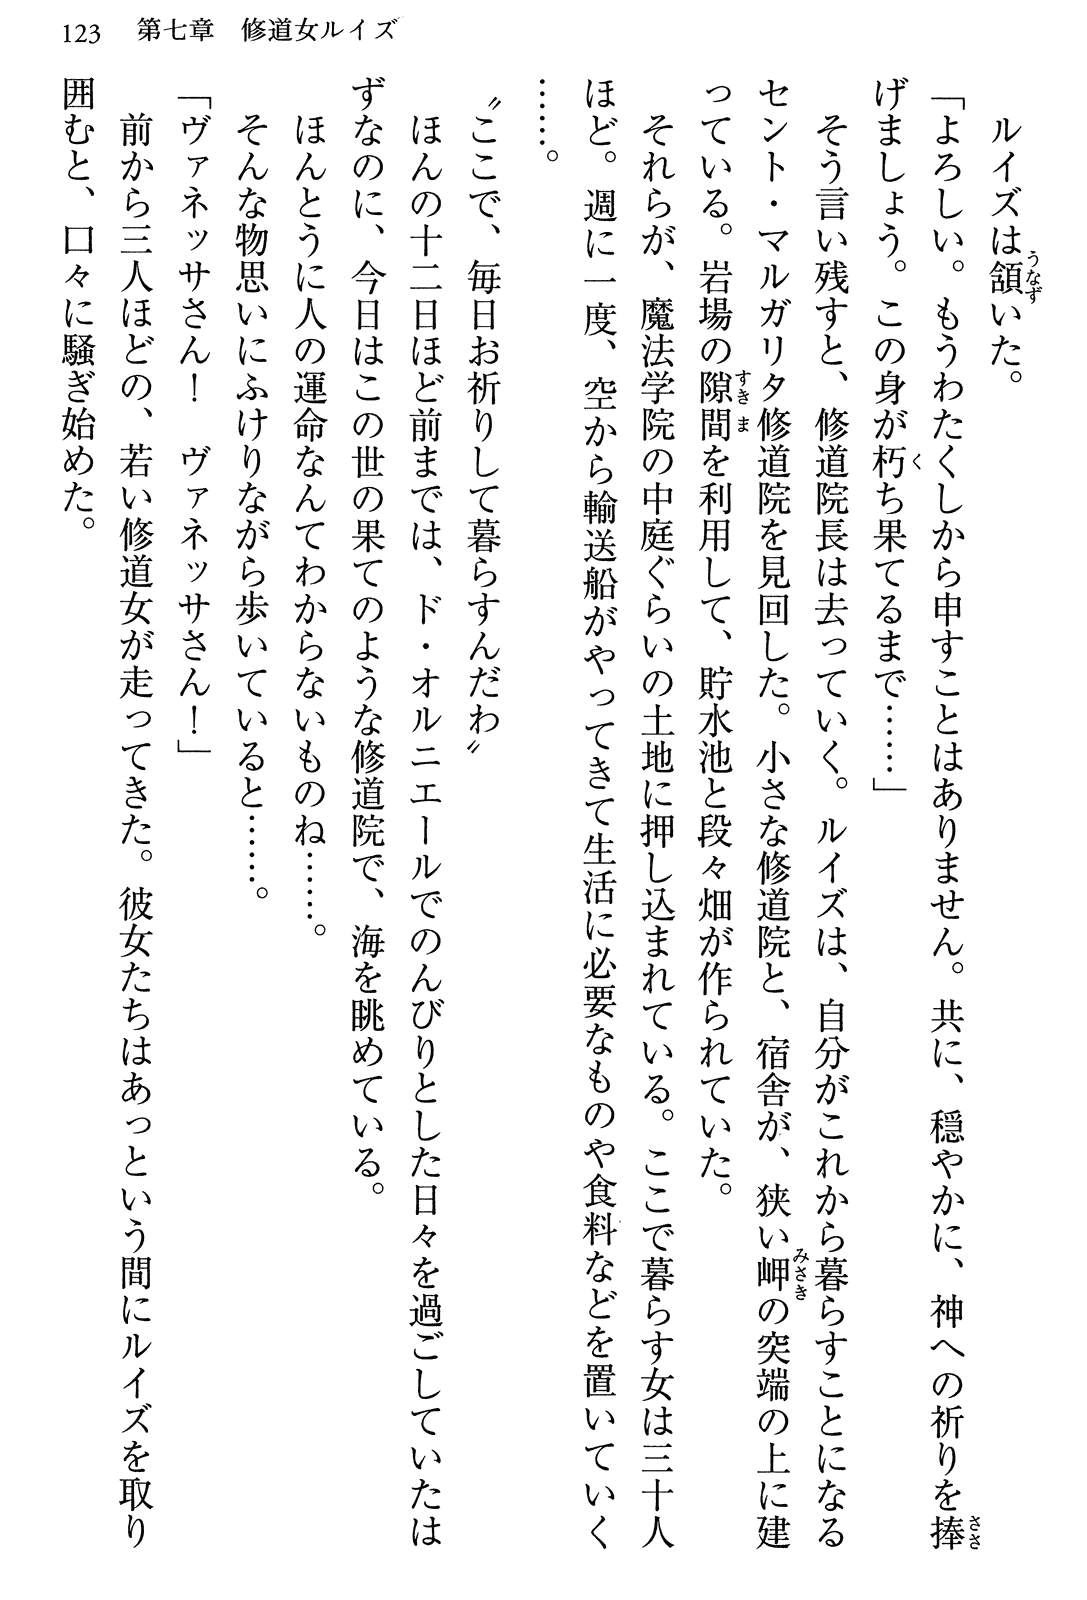 123　第七章　修道女ルイズ
ルイズは頷いた。
「よろしい。もうわたくしから申すことはありません。共に、穏やかに、神への祈りを捧
げましょう。この身が朽ち果てるまで……」
そう言い残すと、修道院長は去っていく。ルイズは、自分がこれから暮らすことになる
セント・マルガリタ修道院を見回した。小さな修道院と、宿舎が、狭い岬の突端の上に建
っている。岩場の隙間を利用して、貯水池と段々畑が作られていた。
それらが、魔法学院の中庭ぐらいの土地に押し込まれている。ここで暮らす女は三十人
ほど。週に一度、空から輸送船がやってきて生活に必要なものや食料などを置いていく
……。
〝ここで、毎日お祈りして暮らすんだわ〟
ほんの十二日ほど前までは、ド・オルニエールでのんびりとした日々を過ごしていたは
ずなのに、今日はこの世の果てのような修道院で、海を眺めている。
ほんとうに人の運命なんてわからないものね……。
そんな物思いにふけりながら歩いていると……。
「ヴァネッサさん！　ヴァネッサさん！」
前から三人ほどの、若い修道女が走ってきた。彼女たちはあっという間にルイズを取り
囲むと、口々に騒ぎ始めた。